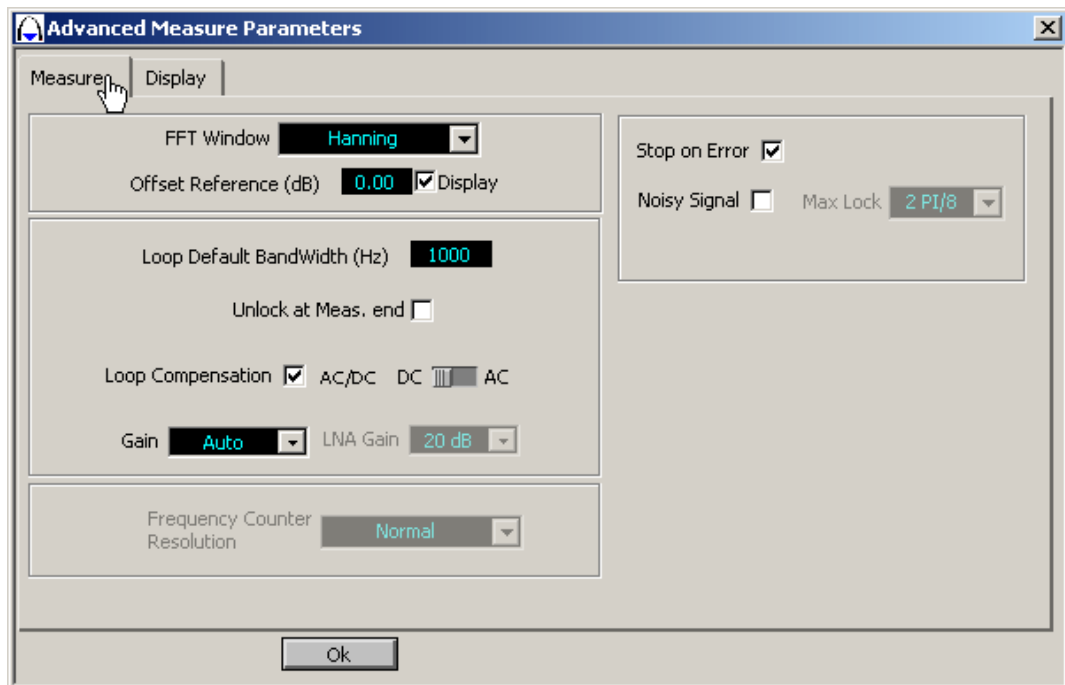 Advanced Measure Parameters
Measure Display
FFT Window Hanning
Offset Reference (dB) 0.00 Display
Loop Default BandWidth (Hz) 1000
Unlock at Meas. end
Loop Compensation AC/DC DC AC
Gain Auto LNA Gain 20 dB
Frequency Counter
Resolution
Normal
Stop on Error
Noisy Signal Max Lock 2 PI/8
Ok